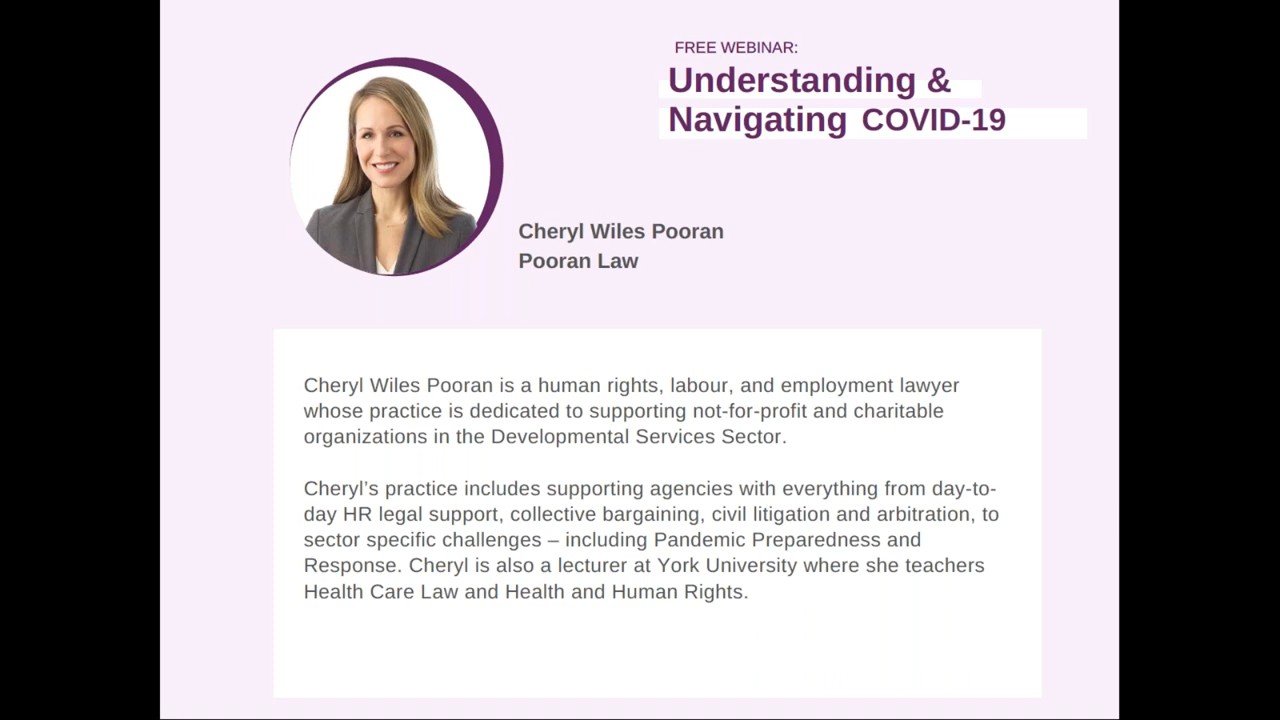 FREE WEBINAR:
Understanding &
Navigating COVID-19
Cheryl Wiles Pooran
Pooran Law
Cheryl Wiles Pooran is a human rights, labour, and employment lawyer
whose practice is dedicated to supporting not-for-profit and charitable
organizations in the Developmental Services Sector.
Cheryl’s practice includes supporting agencies with everything from day-to-
day HR legal support, collective bargaining, civil litigation and arbitration, to
sector specific challenges – including Pandemic Preparedness and
Response. Cheryl is also a lecturer at York University where she teachers
Health Care Law and Health and Human Rights.